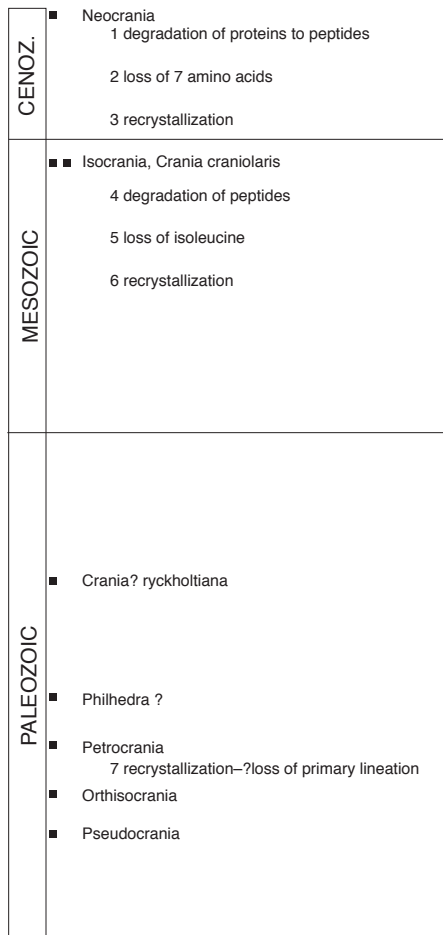 CENOZ.
Neocrania
1 degradation of proteins to peptides
2 loss of 7 amino acids
3 recrystallization
MESOZOIC
Isocrania, Crania craniolaris
4 degradation of peptides
5 loss of isoleucine
6 recrystallization
PALEOZOIC
Crania? ryckholtiana
Philhedra ?
Petrocrania
7 recrystallization–?loss of primary lineation
Orthisocrania
Pseudocrania